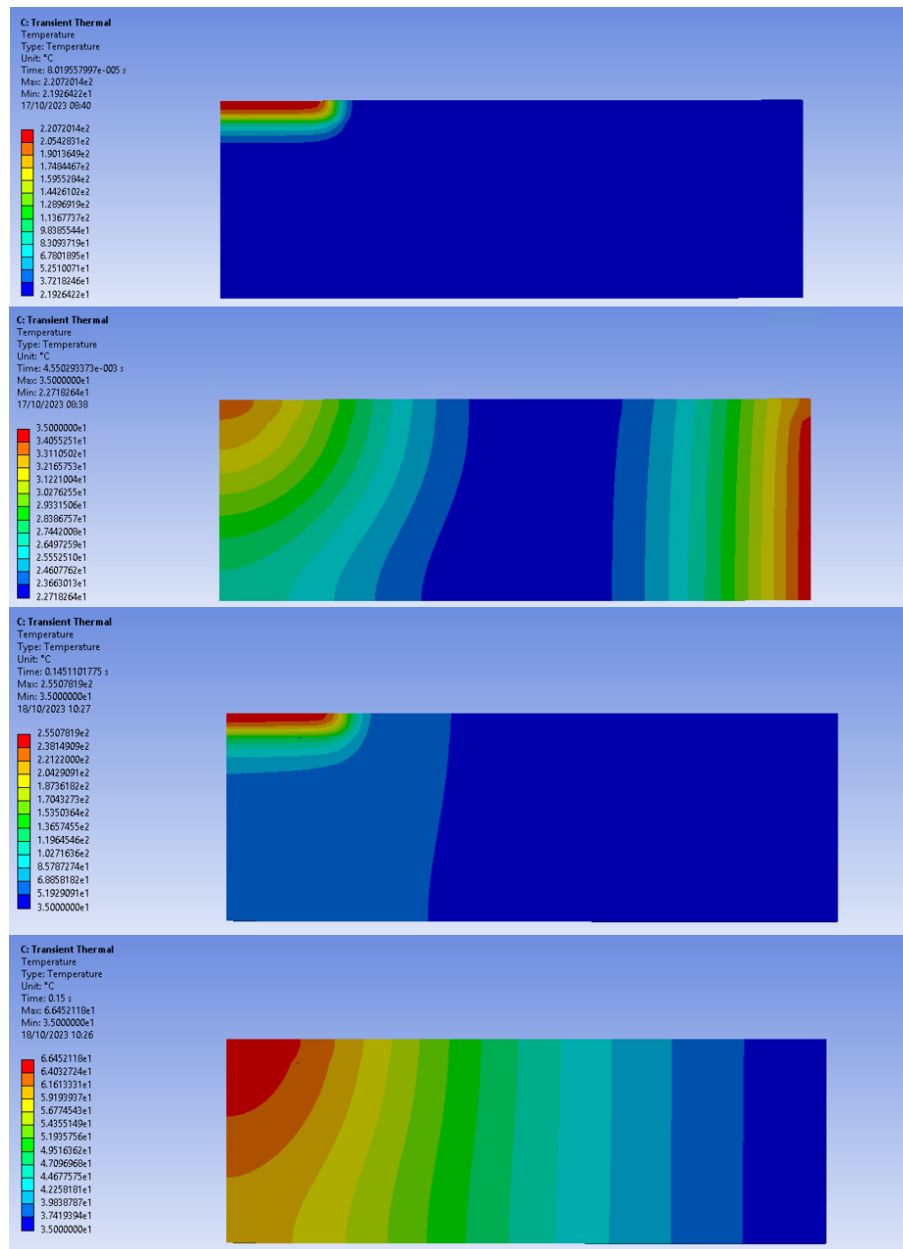 C: Transient Thermal
Temperature
Type: Temperature
Unit: °C
Time: 8.019557997e-005 s
Max: 2.2072014e2
Min: 2.1926422e1
17/10/2023 08:40
2.2072014e2
2.0542831e2
1.9013649e2
1.7484467e2
1.5955284e2
1.4426102e2
1.2896919e2
1.1367737e2
9.8385544e1
8.3093719e1
6.7801895e1
5.2510071e1
3.7218246e1
2.1926422e1
C: Transient Thermal
Temperature
Type: Temperature
Unit: °C
Time: 4.550293373e-003 s
Max: 3.5000000e1
Min: 2.2718264e1
17/10/2023 08:38
3.5000000e1
3.4055251e1
3.3110502e1
3.2165753e1
3.1221004e1
3.0276255e1
2.9331506e1
2.8386757e1
2.7442008e1
2.6497259e1
2.5552510e1
2.4607762e1
2.3663013e1
2.2718264e1
C: Transient Thermal
Temperature
Type: Temperature
Unit: °C
Time: 0.1451101775 s
Max: 2.5507819e2
Min: 3.5000000e1
18/10/2023 10:27
2.5507819e2
2.3814909e2
2.2122000e2
2.0429091e2
1.8736182e2
1.7043273e2
1.5350364e2
1.3657455e2
1.1964546e2
1.0271636e2
8.5787274e1
6.8858182e1
5.1929091e1
3.5000000e1
C: Transient Thermal
Temperature
Type: Temperature
Unit: °C
Time: 0.15 s
Max: 6.6452118e1
Min: 3.5000000e1
18/10/2023 10:26
6.6452118e1
6.4032724e1
6.1613331e1
5.9193937e1
5.6774543e1
5.4355149e1
5.1935756e1
4.9516362e1
4.7096968e1
4.4677575e1
4.2258181e1
3.9838787e1
3.7419394e1
3.5000000e1